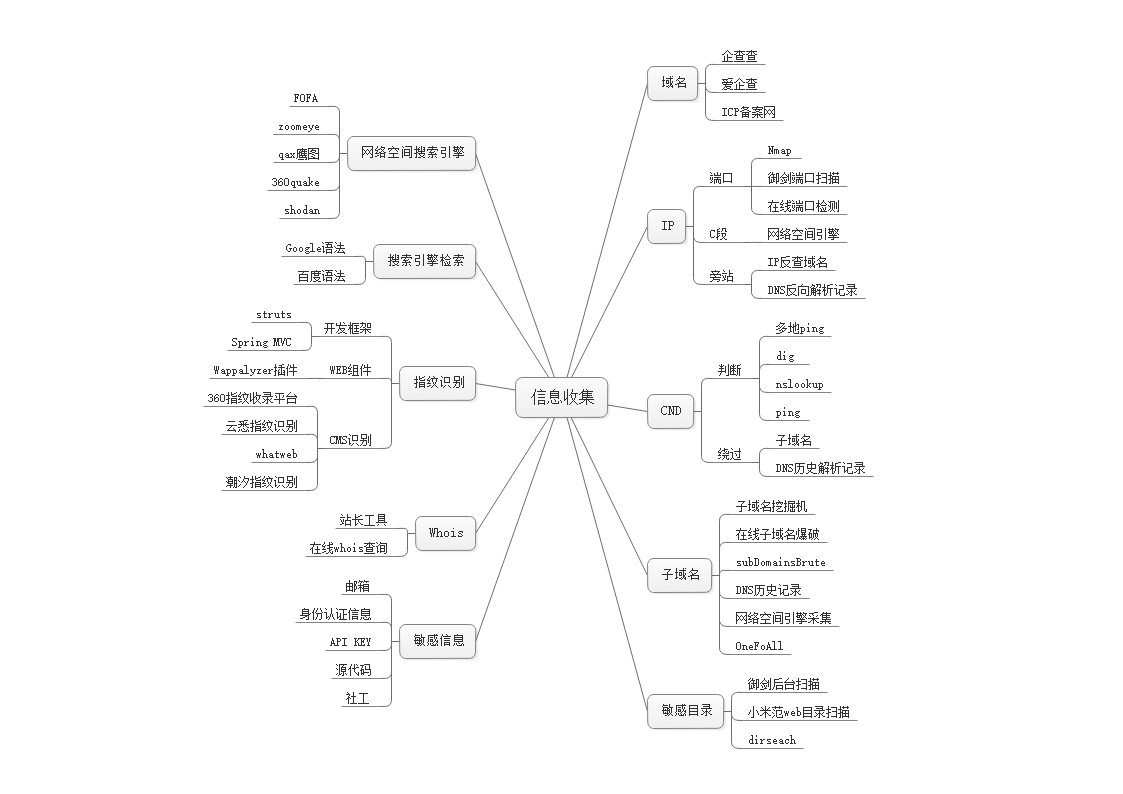 信息收集
域名
企查查
爱企查
ICP备案网
IP
端口
Nmap
御剑端口扫描
在线端口检测
C段
网络空间引擎
旁站
IP反查域名
DNS反向解析记录
CND
判断
多地ping
dig
nslookup
ping
绕过
子域名
DNS历史解析记录
子域名
子域名挖掘机
在线子域名爆破
subDomainsBrute
DNS历史记录
网络空间引擎采集
OneFoAll
敏感目录
御剑后台扫描
小米范web目录扫描
dirseach
网络空间搜索引擎
FOFA
zoomeye
qax鹰图
360quake
shodan
搜索引擎检索
Google语法
百度语法
指纹识别
开发框架
struts
Spring MVC
WEB组件
Wappalyzer插件
CMS识别
360指纹收录平台
云悉指纹识别
whatweb
潮汐指纹识别
Whois
站长工具
在线whois查询
敏感信息
邮箱
身份认证信息
API KEY
源代码
社工